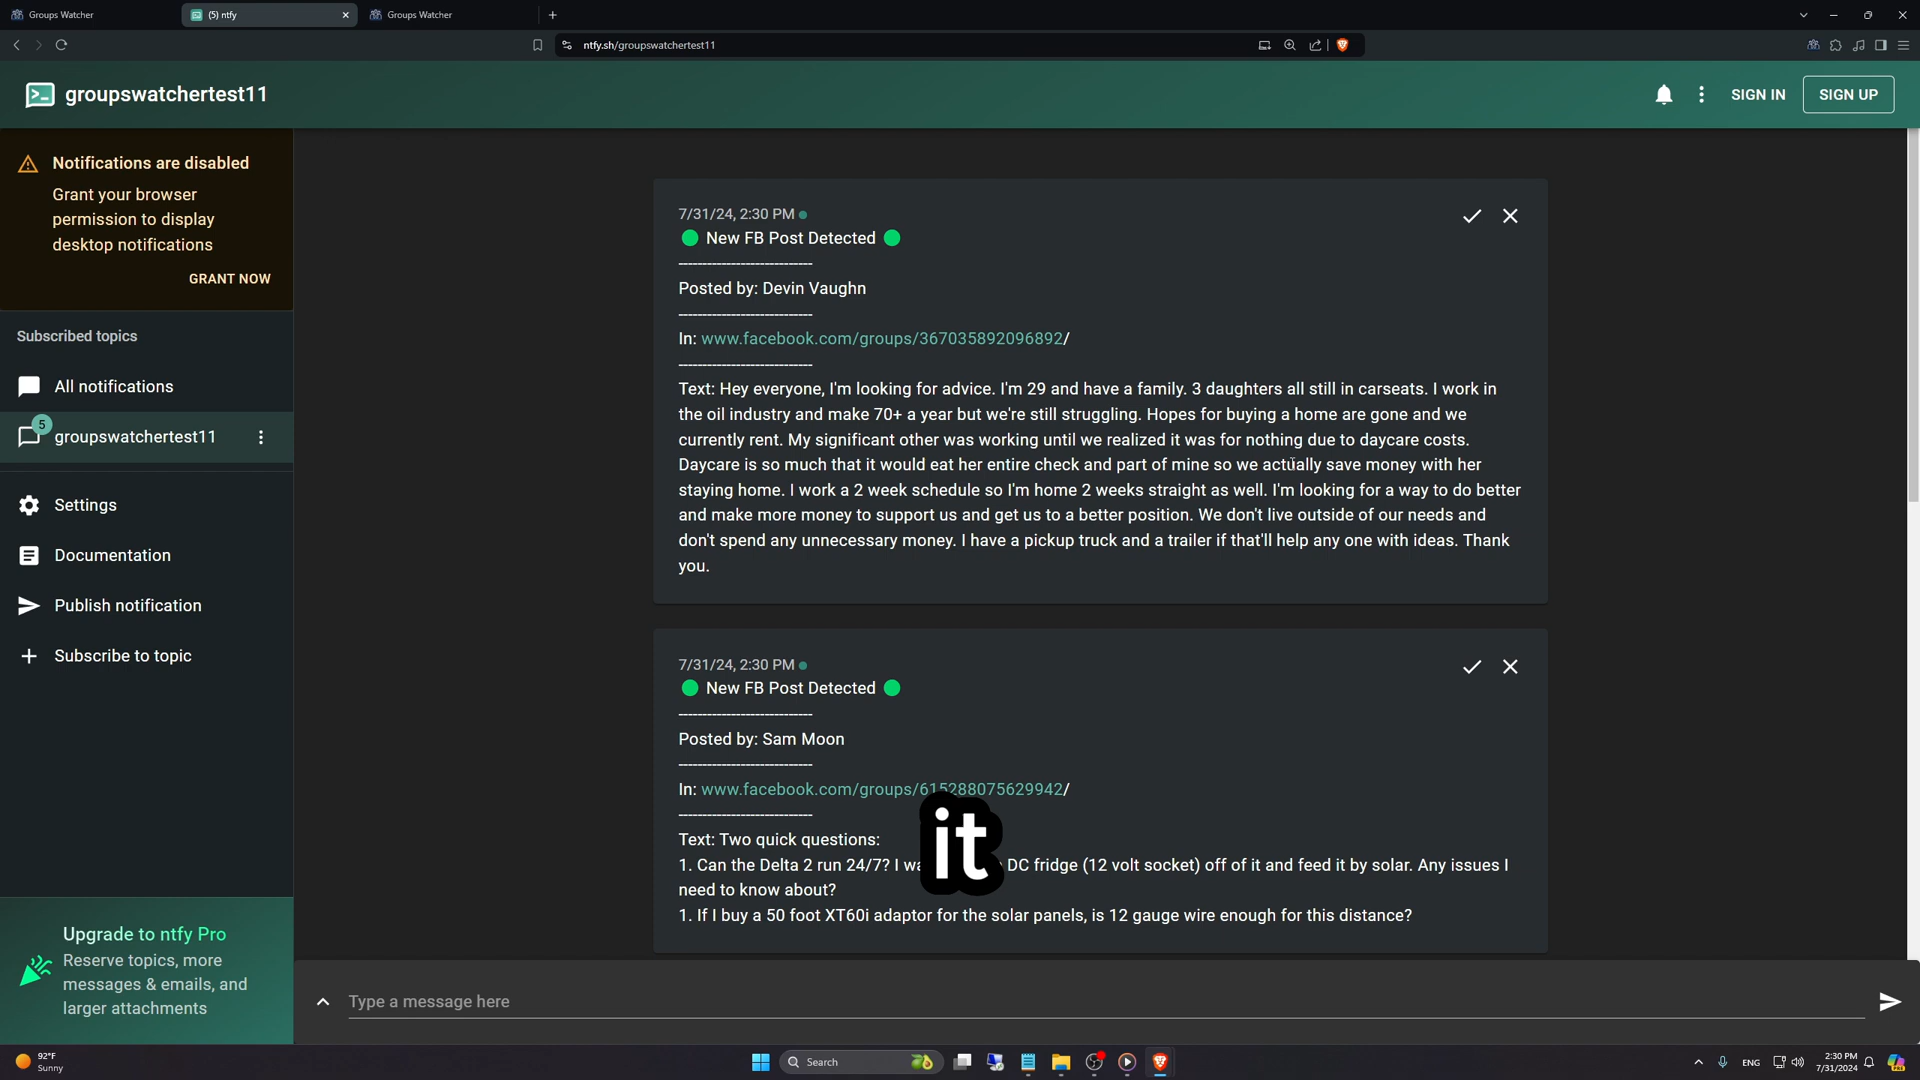 Groups Watcher
(5) ntfy
Groups Watcher
ntfy.sh/groupswatchertest11
groupswatchertest11
SIGN IN
SIGN UP
Notifications are disabled
Grant your browser
permission to display
desktop notifications
GRANT NOW
Subscribed topics
All notifications
5
groupswatchertest11
Settings
Documentation
Publish notification
Subscribe to topic
Upgrade to ntfy Pro
Reserve topics, more
messages & emails, and
larger attachments
7/31/24, 2:30 PM
New FB Post Detected
----------------------------
Posted by: Devin Vaughn
----------------------------
In: www.facebook.com/groups/367035892096892/
----------------------------
Text: Hey everyone, I'm looking for advice. I'm 29 and have a family. 3 daughters all still in carseats. I work in
the oil industry and make 70+ a year but we're still struggling. Hopes for buying a home are gone and we
currently rent. My significant other was working until we realized it was for nothing due to daycare costs.
Daycare is so much that it would eat her entire check and part of mine so we actually save money with her
staying home. I work a 2 week schedule so I'm home 2 weeks straight as well. I'm looking for a way to do better
and make more money to support us and get us to a better position. We don't live outside of our needs and
don't spend any unnecessary money. I have a pickup truck and a trailer if that'll help any one with ideas. Thank
you.
7/31/24, 2:30 PM
New FB Post Detected
----------------------------
Posted by: Sam Moon
----------------------------
In: www.facebook.com/groups/615288075629942/
----------------------------
Text: Two quick questions:
1. Can the Delta 2 run 24/7? I DC fridge (12 volt socket) off of it and feed it by solar. Any issues I
need to know about?
1. If I buy a 50 foot XT60i adaptor for the solar panels, is 12 gauge wire enough for this distance?
it
Type a message here
92°F
Sunny
Search
ENG
2:30 PM
7/31/2024